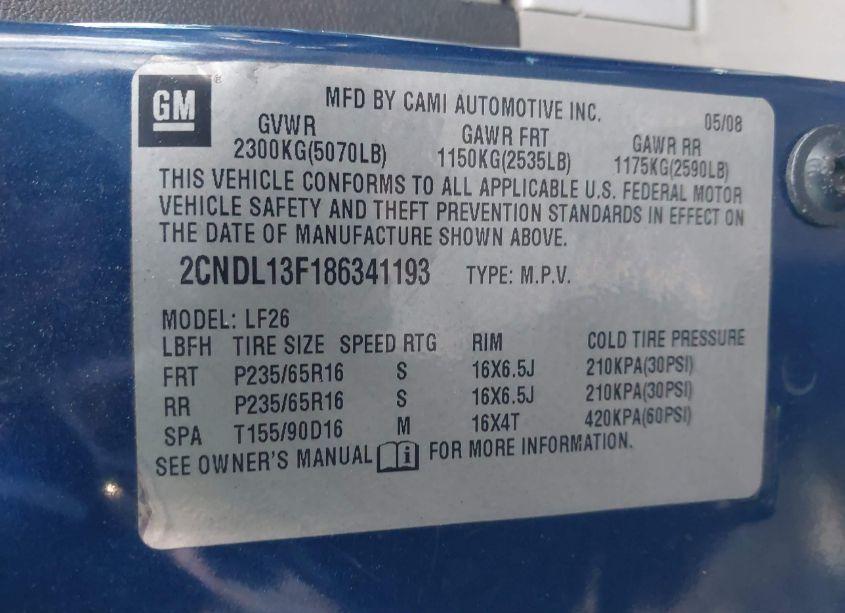 GM
MFD BY CAMI AUTOMOTIVE INC. 05/08
GVWR GAWR FRT GAWR RR
2300KG(5070LB) 1150KG(2535LB) 1175KG(2590LB)
THIS VEHICLE CONFORMS TO ALL APPLICABLE U.S. FEDERAL MOTOR
VEHICLE SAFETY AND THEFT PREVENTION STANDARDS IN EFFECT ON
THE DATE OF MANUFACTURE SHOWN ABOVE.
2CNDL13F186341193 TYPE: M.P.V.
MODEL: LF26
LBFH TIRE SIZE SPEED RTG RIM COLD TIRE PRESSURE
FRT P235/65R16 S 16X6.5J 210KPA(30PSI)
RR P235/65R16 S 16X6.5J 210KPA(30PSI)
SPA T155/90D16 M 16X4T 420KPA(60PSI)
SEE OWNER'S MANUAL FOR MORE INFORMATION.